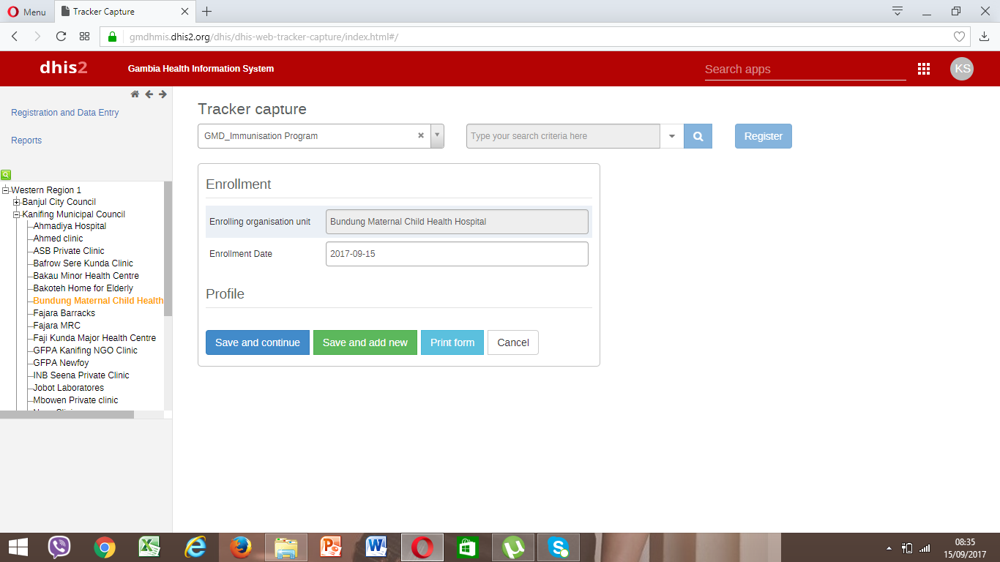 Menu
Tracker Capture
gmdhmis.dhis2.org/dhis/dhis-web-tracker-capture/index.html#/
dhis2
Gambia Health Information System
Search apps
KS
Registration and Data Entry
Reports
Western Region 1
Banjul City Council
Kanifing Municipal Council
Ahmadiya Hospital
Ahmed clinic
ASB Private Clinic
Bafrow Sere Kunda Clinic
Bakau Minor Health Centre
Bakoteh Home for Elderly
Bundung Maternal Child Health
Fajara Barracks
Fajara MRC
Faji Kunda Major Health Centre
GFPA Kanifing NGO Clinic
GFPA Newfoy
INB Seena Private Clinic
Jobot Laboratores
Mbowen Private clinic
Tracker capture
GMD_Immunisation Program
Type your search criteria here
Register
Enrollment
Enrolling organisation unit
Bundung Maternal Child Health Hospital
Enrollment Date
2017-09-15
Profile
Save and continue
Save and add new
Print form
Cancel
08:35
15/09/2017